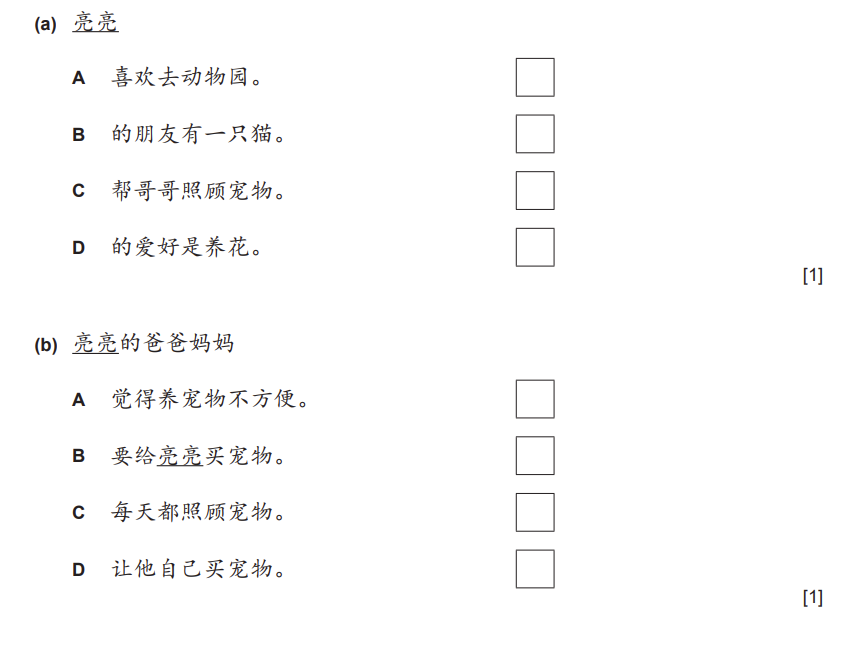 (a) 亮亮
A 喜欢去动物园。
B 的朋友有一只猫。
C 帮哥哥照顾宠物。
D 的爱好是养花。
[1]
(b) 亮亮的爸爸妈妈
A 觉得养宠物不方便。
B 要给亮亮买宠物。
C 每天都照顾宠物。
D 让他自己买宠物。
[1]